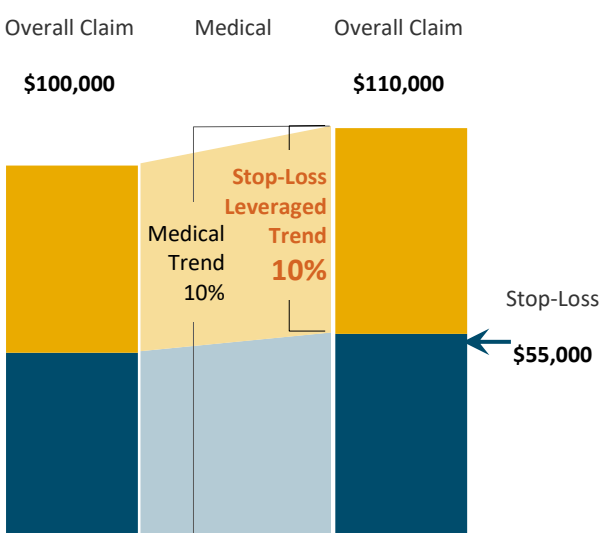 Overall Claim
$100,000
Medical
Overall Claim
$110,000
Medical
Trend
10%
Stop-Loss
Leveraged
Trend
10%
Stop-Loss
$55,000